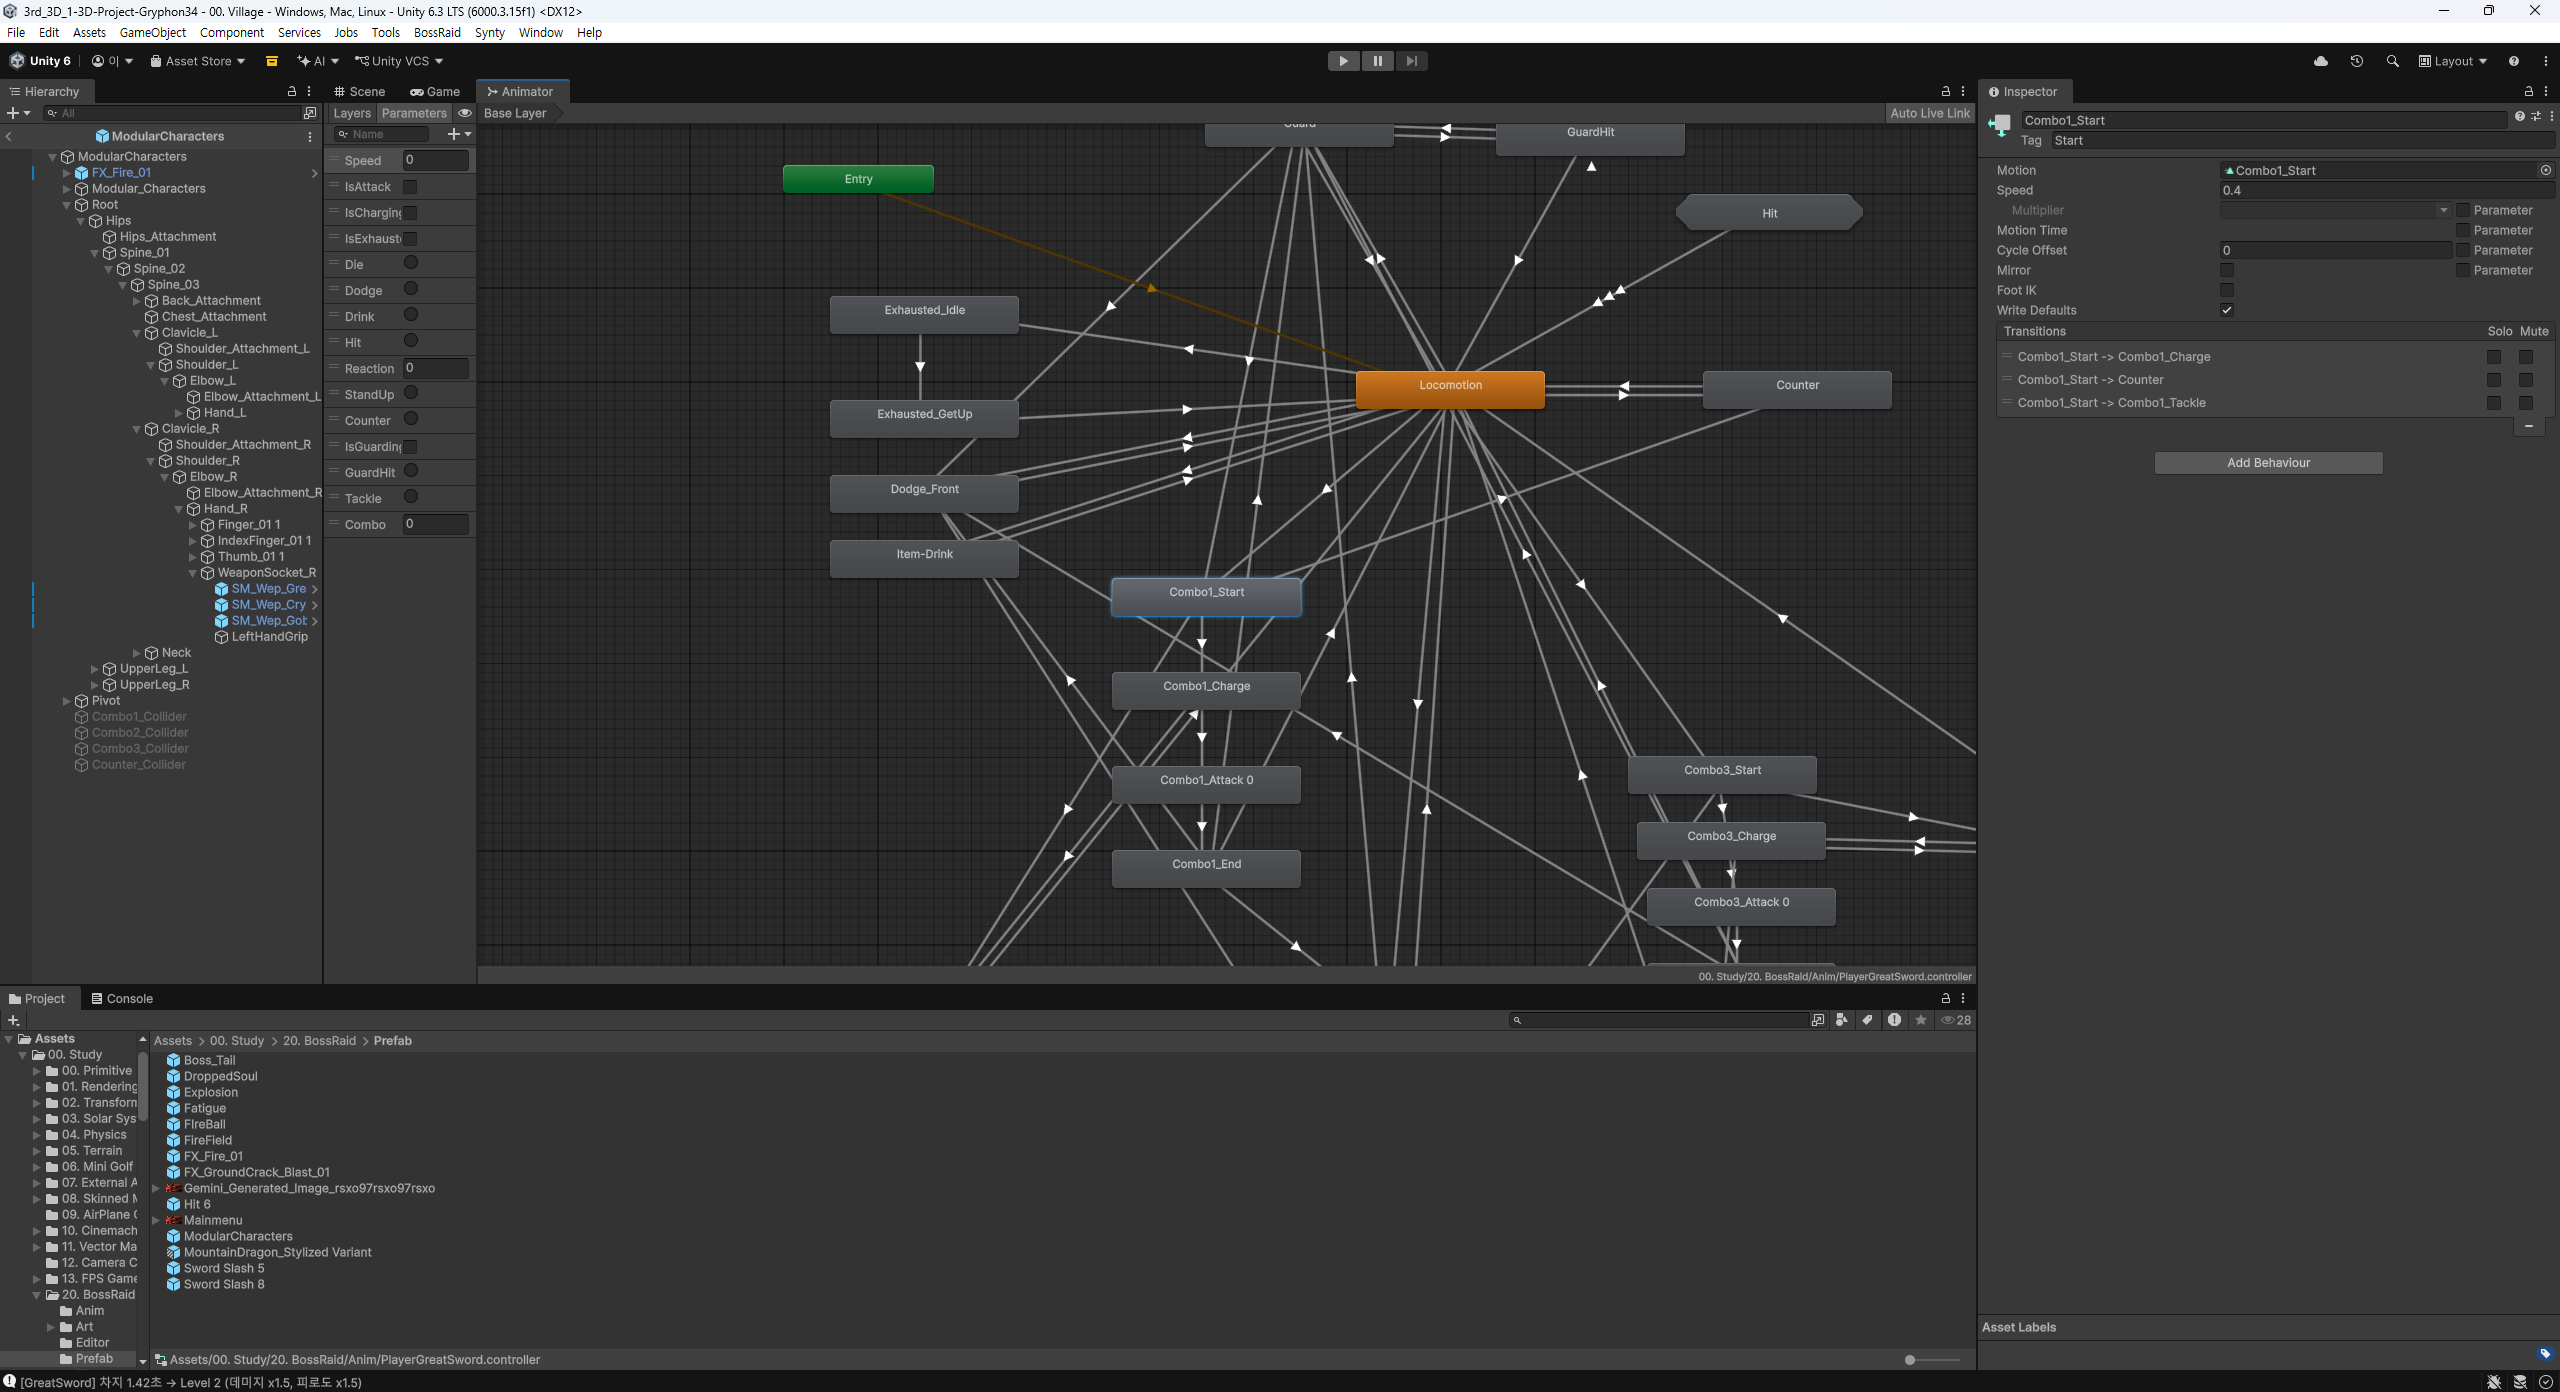 3rd_3D_1-3D-Project-Gryphon34 - 00. Village - Windows, Mac, Linux - Unity 6.3 LTS (6000.3.15f1) <DX12>
File Edit Assets GameObject Component Services Jobs Tools BossRaid Synty Window Help
Unity 6 Asset Store AI Unity VCS Layout
Hierarchy
All
ModularCharacters
ModularCharacters
FX_Fire_01
Modular_Characters
Root
Hips
Hips_Attachment
Spine_01
Spine_02
Spine_03
Back_Attachment
Chest_Attachment
Clavicle_L
Shoulder_Attachment_L
Shoulder_L
Elbow_L
Elbow_Attachment_L
Hand_L
Clavicle_R
Shoulder_Attachment_R
Shoulder_R
Elbow_R
Elbow_Attachment_R
Hand_R
Finger_01 1
IndexFinger_01 1
Thumb_01 1
WeaponSocket_R
SM_Wep_Gre
SM_Wep_Cry
SM_Wep_Gob
LeftHandGrip
Neck
UpperLeg_L
UpperLeg_R
Pivot
Combo1_Collider
Combo2_Collider
Combo3_Collider
Counter_Collider
Scene Game Animator
Layers Parameters
Name
Speed 0
IsAttack
IsCharging
IsExhaust
Die
Dodge
Drink
Hit
Reaction 0
StandUp
Counter
IsGuarding
GuardHit
Tackle
Combo 0
Base Layer
Auto Live Link
Guard
GuardHit
Entry
Hit
Exhausted_Idle
Locomotion
Counter
Exhausted_GetUp
Dodge_Front
Item-Drink
Combo1_Start
Combo1_Charge
Combo1_Attack 0
Combo1_End
Combo3_Start
Combo3_Charge
Combo3_Attack 0
00. Study/20. BossRaid/Anim/PlayerGreatSword.controller
Inspector
Combo1_Start
Tag Start
Motion Combo1_Start
Speed 0.4
Multiplier Parameter
Motion Time Parameter
Cycle Offset 0 Parameter
Mirror Parameter
Foot IK
Write Defaults
Transitions Solo Mute
Combo1_Start -> Combo1_Charge
Combo1_Start -> Counter
Combo1_Start -> Combo1_Tackle
Add Behaviour
Asset Labels
Project Console
28
Assets
00. Study
00. Primitive
01. Rendering
02. Transform
03. Solar Sys
04. Physics
05. Terrain
06. Mini Golf
07. External A
08. Skinned M
09. AirPlane C
10. Cinemach
11. Vector Ma
12. Camera C
13. FPS Game
20. BossRaid
Anim
Art
Editor
Prefab
Assets > 00. Study > 20. BossRaid > Prefab
Boss_Tail
DroppedSoul
Explosion
Fatigue
FireBall
FireField
FX_Fire_01
FX_GroundCrack_Blast_01
Gemini_Generated_Image_rsxo97rsxo97rsxo
Hit 6
Mainmenu
ModularCharacters
MountainDragon_Stylized Variant
Sword Slash 5
Sword Slash 8
Assets/00. Study/20. BossRaid/Anim/PlayerGreatSword.controller
[GreatSword] 차지 1.42초 → Level 2 (데미지 x1.5, 피로도 x1.5)